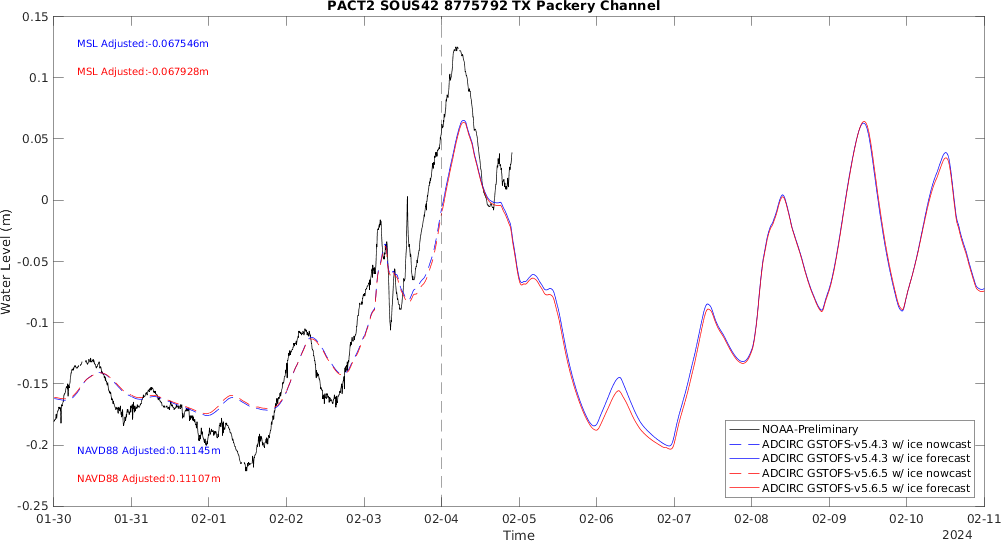 PACT2 SOUS42 8775792 TX Packery Channel
0.15
MSL Adjusted:-0.067546m
MSL Adjusted:-0.067928m
0.1
0.05
0
-0.05
-0.1
-0.15
-0.2
-0.25
Water Level (m)
NAVD88 Adjusted:0.11145m
NAVD88 Adjusted:0.11107m
NOAA-Preliminary
ADCIRC GSTOFS-v5.4.3 w/ ice nowcast
ADCIRC GSTOFS-v5.4.3 w/ ice forecast
ADCIRC GSTOFS-v5.6.5 w/ ice nowcast
ADCIRC GSTOFS-v5.6.5 w/ ice forecast
01-30 01-31 02-01 02-02 02-03 02-04 02-05 02-06 02-07 02-08 02-09 02-10 02-11
Time
2024